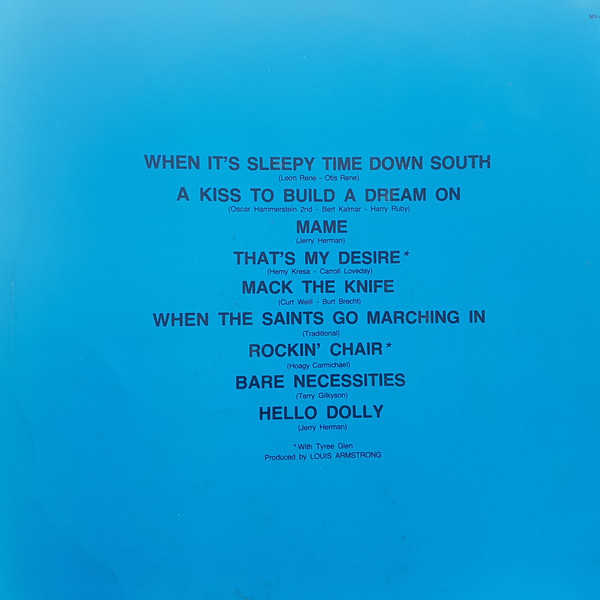 WHEN IT'S SLEEPY TIME DOWN SOUTH
(Leon Rene - Otis Rene)
A KISS TO BUILD A DREAM ON
(Oscar Hammerstein 2nd - Bert Kalmar - Harry Ruby)
MAME
(Jerry Herman)
THAT'S MY DESIRE*
(Hemy Kresa - Carroll Loveday)
MACK THE KNIFE
(Curt Weill - Burt Brecht)
WHEN THE SAINTS GO MARCHING IN
(Traditional)
ROCKIN' CHAIR*
(Hoagy Carmichael)
BARE NECESSITIES
(Terry Gilkyson)
HELLO DOLLY
(Jerry Herman)
*With Tyree Glen
Produced by LOUIS ARMSTRONG